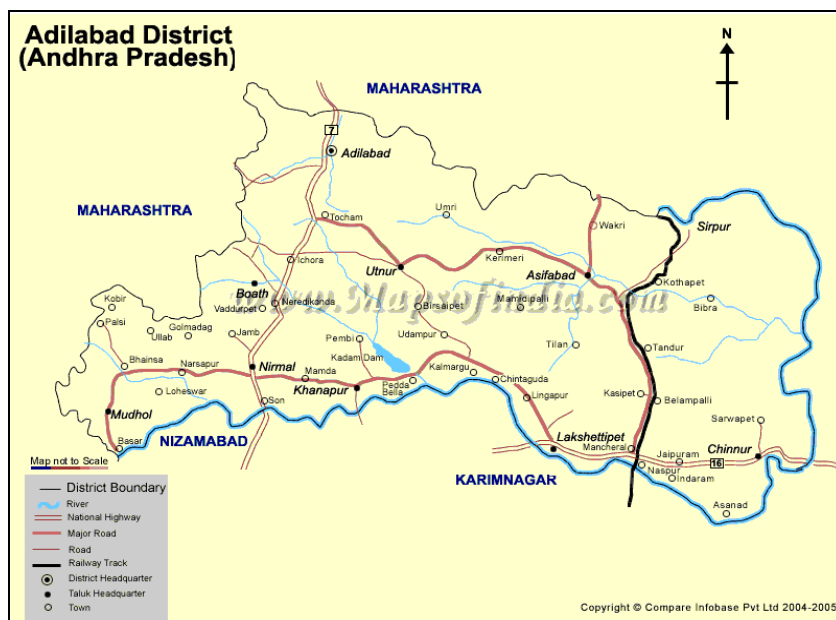 Adilabad District
(Andhra Pradesh)
N
MAHARASHTRA
7
Adilabad
MAHARASHTRA
Umri
Tocham
Wakri
Sirpur
Kerimeri
Ichora
Utnur
Asifabad
Kothapet
Boath
Kobir
Vaddurpet
Neredikonda
Birsaipet
Mamidipalli
Bibra
www.MapsofIndia.com
Palsi
Ullab
Golmadag
Jamb
Pembi
Udampur
Tilan
Tandur
Kadam Dam
Bhainsa
Narsapur
Nirmal
Mamda
Kalmargu
Chintaguda
Khanapur
Pedda
Bella
Loheswar
Son
Lingapur
Kasipet
Belampalli
Mudhol
Sarwapet
Basar
NIZAMABAD
Lakshettipet
Mancheral
Jaipuram
Chinnur
Map not to Scale
Naspur
16
KARIMNAGAR
Indaram
Asanad
District Boundary
River
National Highway
Major Road
Road
Railway Track
District Headquarter
Taluk Headquarter
Town
Copyright © Compare Infobase Pvt Ltd 2004-2005